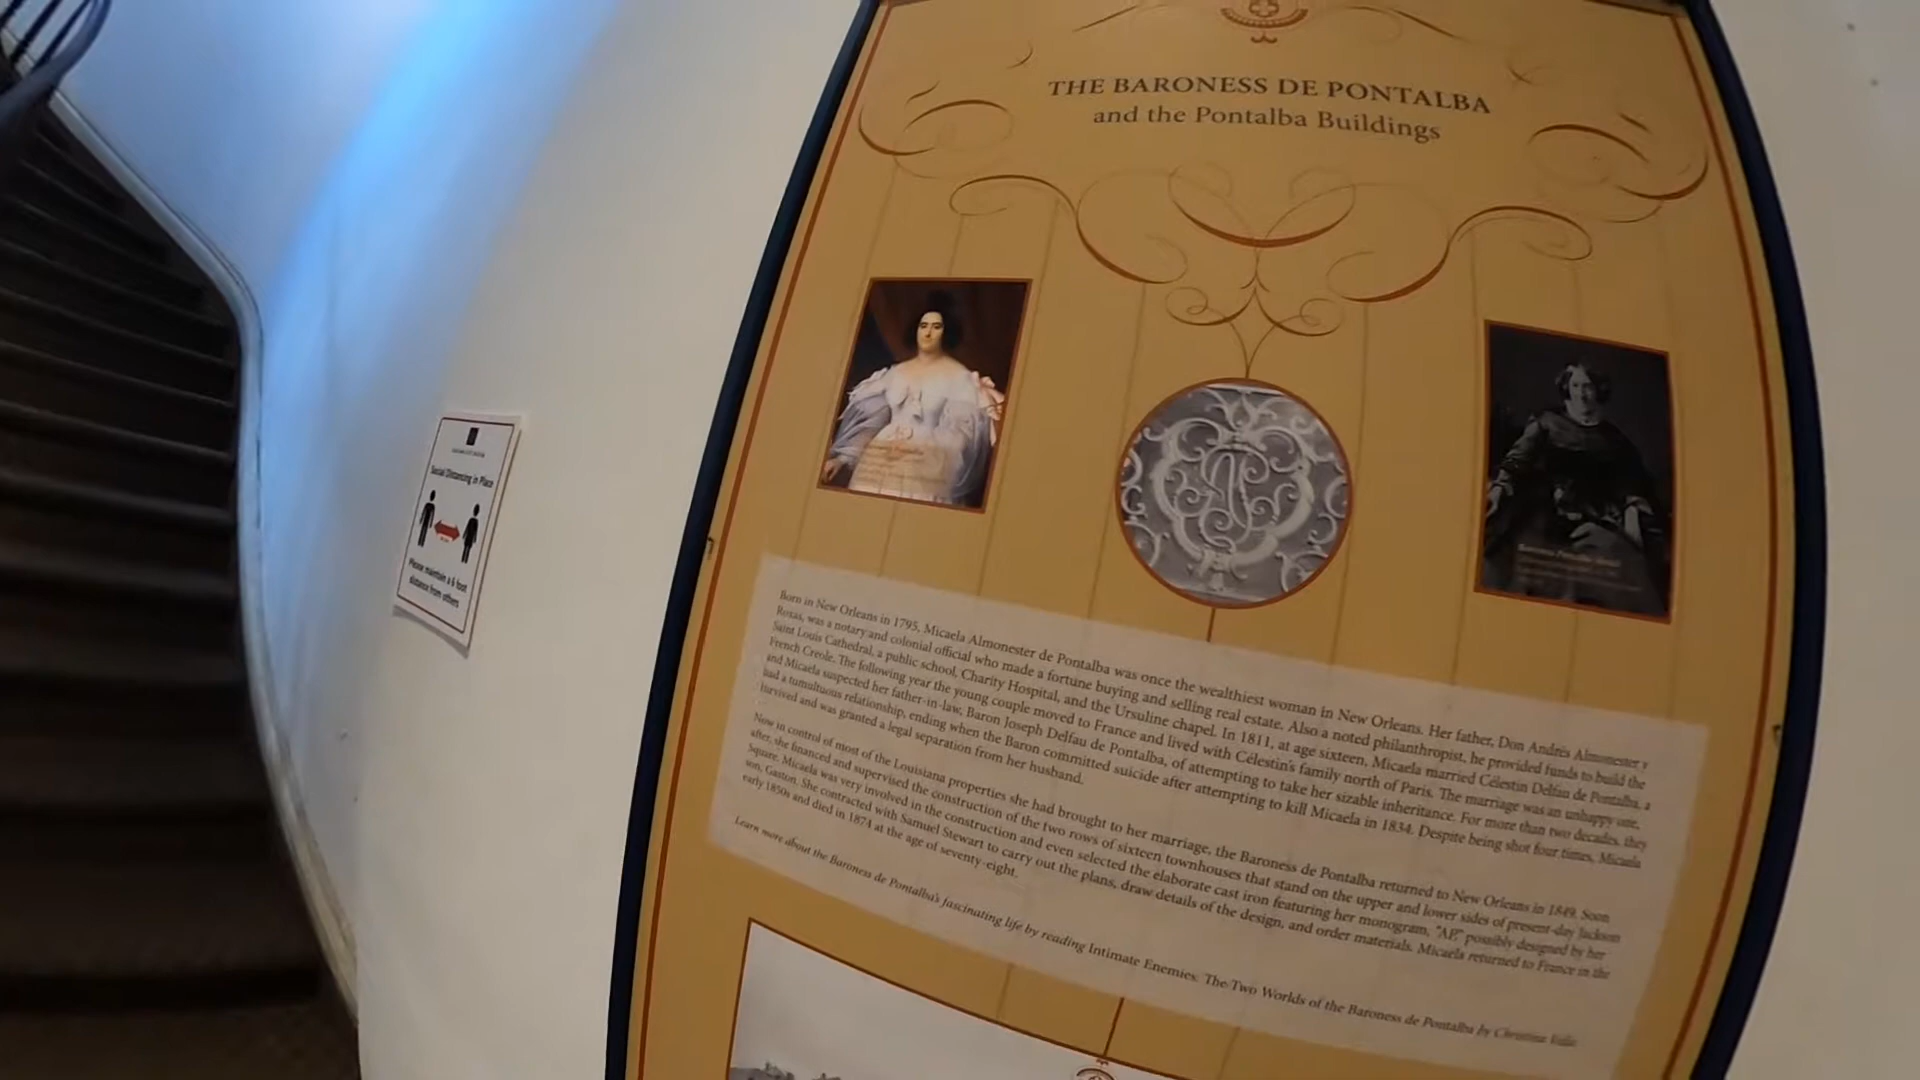 THE BARONESS DE PONTALBA
and the Pontalba Buildings
Social Distancing in Place
Please maintain a 6 foot
distance from others
Born in New Orleans in 1795, Micaela Almonester de Pontalba was once the wealthiest woman in New Orleans. Her father, Don Andrés Almonester y
Roxas, was a notary and colonial official who made a fortune buying and selling real estate. Also a noted philanthropist, he provided funds to build the
Saint Louis Cathedral, a public school, Charity Hospital, and the Ursuline chapel. In 1811, at age sixteen, Micaela married Célestin Delfau de Pontalba, a
French Creole. The following year the young couple moved to France and lived with Célestin's family north of Paris. The marriage was an unhappy one,
and Micaela suspected her father-in-law, Baron Joseph Delfau de Pontalba, of attempting to take her sizable inheritance. For more than two decades, they
had a tumultuous relationship, ending when the Baron committed suicide after attempting to kill Micaela in 1834. Despite being shot four times, Micaela
survived and was granted a legal separation from her husband.
Now in control of most of the Louisiana properties she had brought to her marriage, the Baroness de Pontalba returned to New Orleans in 1849. Soon
after, she financed and supervised the construction of the two rows of sixteen townhouses that stand on the upper and lower sides of present-day Jackson
Square. Micaela was very involved in the construction and even selected the elaborate cast iron featuring her monogram, "AP," possibly designed by her
son, Gaston. She contracted with Samuel Stewart to carry out the plans, draw details of the design, and order materials. Micaela returned to France in the
early 1850s and died in 1874 at the age of seventy-eight.
Learn more about the Baroness de Pontalba's fascinating life by reading Intimate Enemies: The Two Worlds of the Baroness de Pontalba by Christina Vella